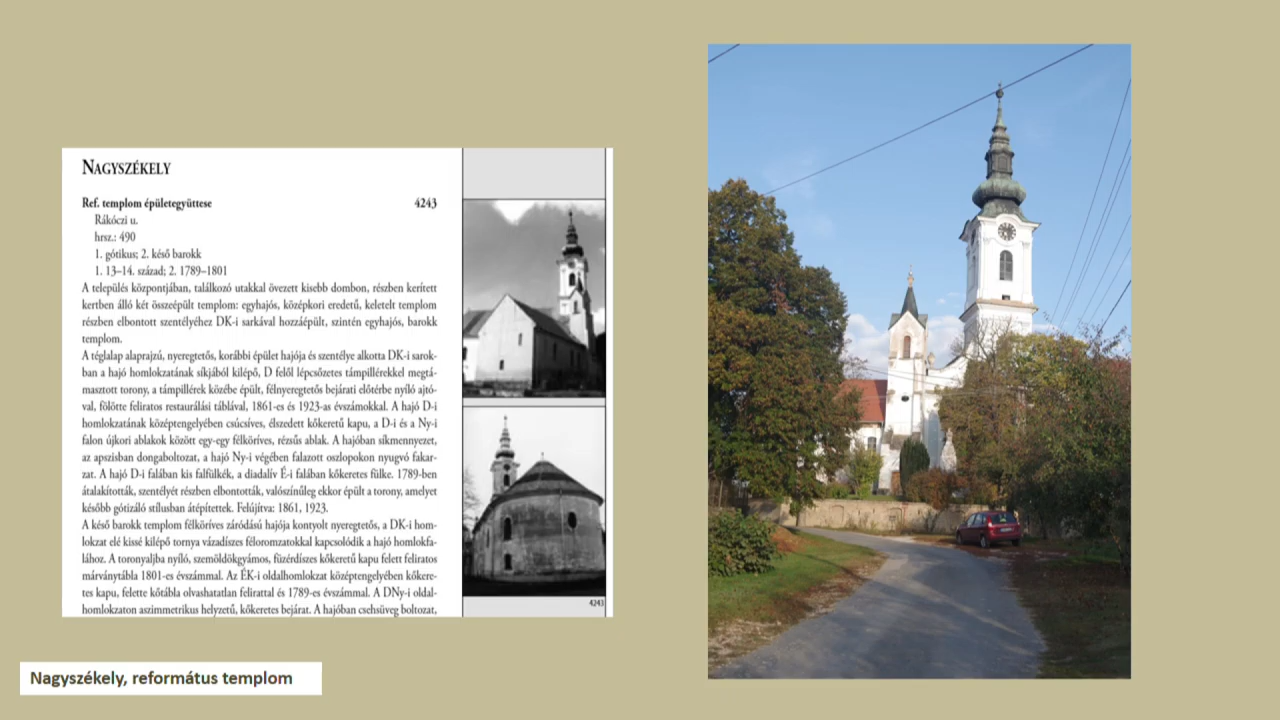 NAGYSZÉKELY
Ref. templom épületegyüttese 4243
Rákóczi u.
hrsz.: 490
1. gótikus; 2. késő barokk
1. 13–14. század; 2. 1789–1801
A település központjában, találkozó utakkal övezett kisebb dombon, részben kerített
kertben álló két összeépült templom: egyhajós, középkori eredetű, keletelt templom
részben elbontott szentélyéhez DK-i sarkával hozzáépült, szintén egyhajós, barokk
templom.
A téglalap alaprajzú, nyeregtetős, korábbi épület hajója és szentélye alkotta DK-i sarok-
ban a hajó homlokzatának síkjából kilépő, D felől lépcsőzetes támpillérekkel megtá-
masztott torony, a támpillérek közébe épült, félnyeregtetős bejárati előtérbe nyíló ajtó-
val, fölötte feliratos restaurálási táblával, 1861-es és 1923-as évszámokkal. A hajó D-i
homlokzatának középtengelyében csúcsíves, élszedett kőkeretű kapu, a D-i és a Ny-i
falon újkori ablakok között egy-egy félköríves, rézsűs ablak. A hajóban síkmennyezet,
az apszisban dongaboltozat, a hajó Ny-i végében falazott oszlopokon nyugvó fakar-
zat. A hajó D-i falában kis falfülkék, a diadalív É-i falában kőkeretes fülke. 1789-ben
átalakították, szentélyét részben elbontották, valószínűleg ekkor épült a torony, amelyet
később gótizáló stílusban átépítettek. Felújítva: 1861, 1923.
A késő barokk templom félköríves záródású hajója kontyolt nyeregtetős, a DK-i hom-
lokzat elé kissé kilépő tornya vázadíszes féloromzatokkal kapcsolódik a hajó homlokfa-
lához. A toronyaljba nyíló, szemöldökgyámos, füzérdíszes kőkeretű kapu felett feliratos
márványtábla 1801-es évszámmal. Az ÉK-i oldalhomlokzat középtengelyében kőkere-
tes kapu, felette kőtábla olvashatatlan felirattal és 1789-es évszámmal. A DNy-i oldal-
homlokzaton aszimmetrikus helyzetű, kőkeretes bejárat. A hajóban csehsüveg boltozat,
4243
Nagyszékely, református templom